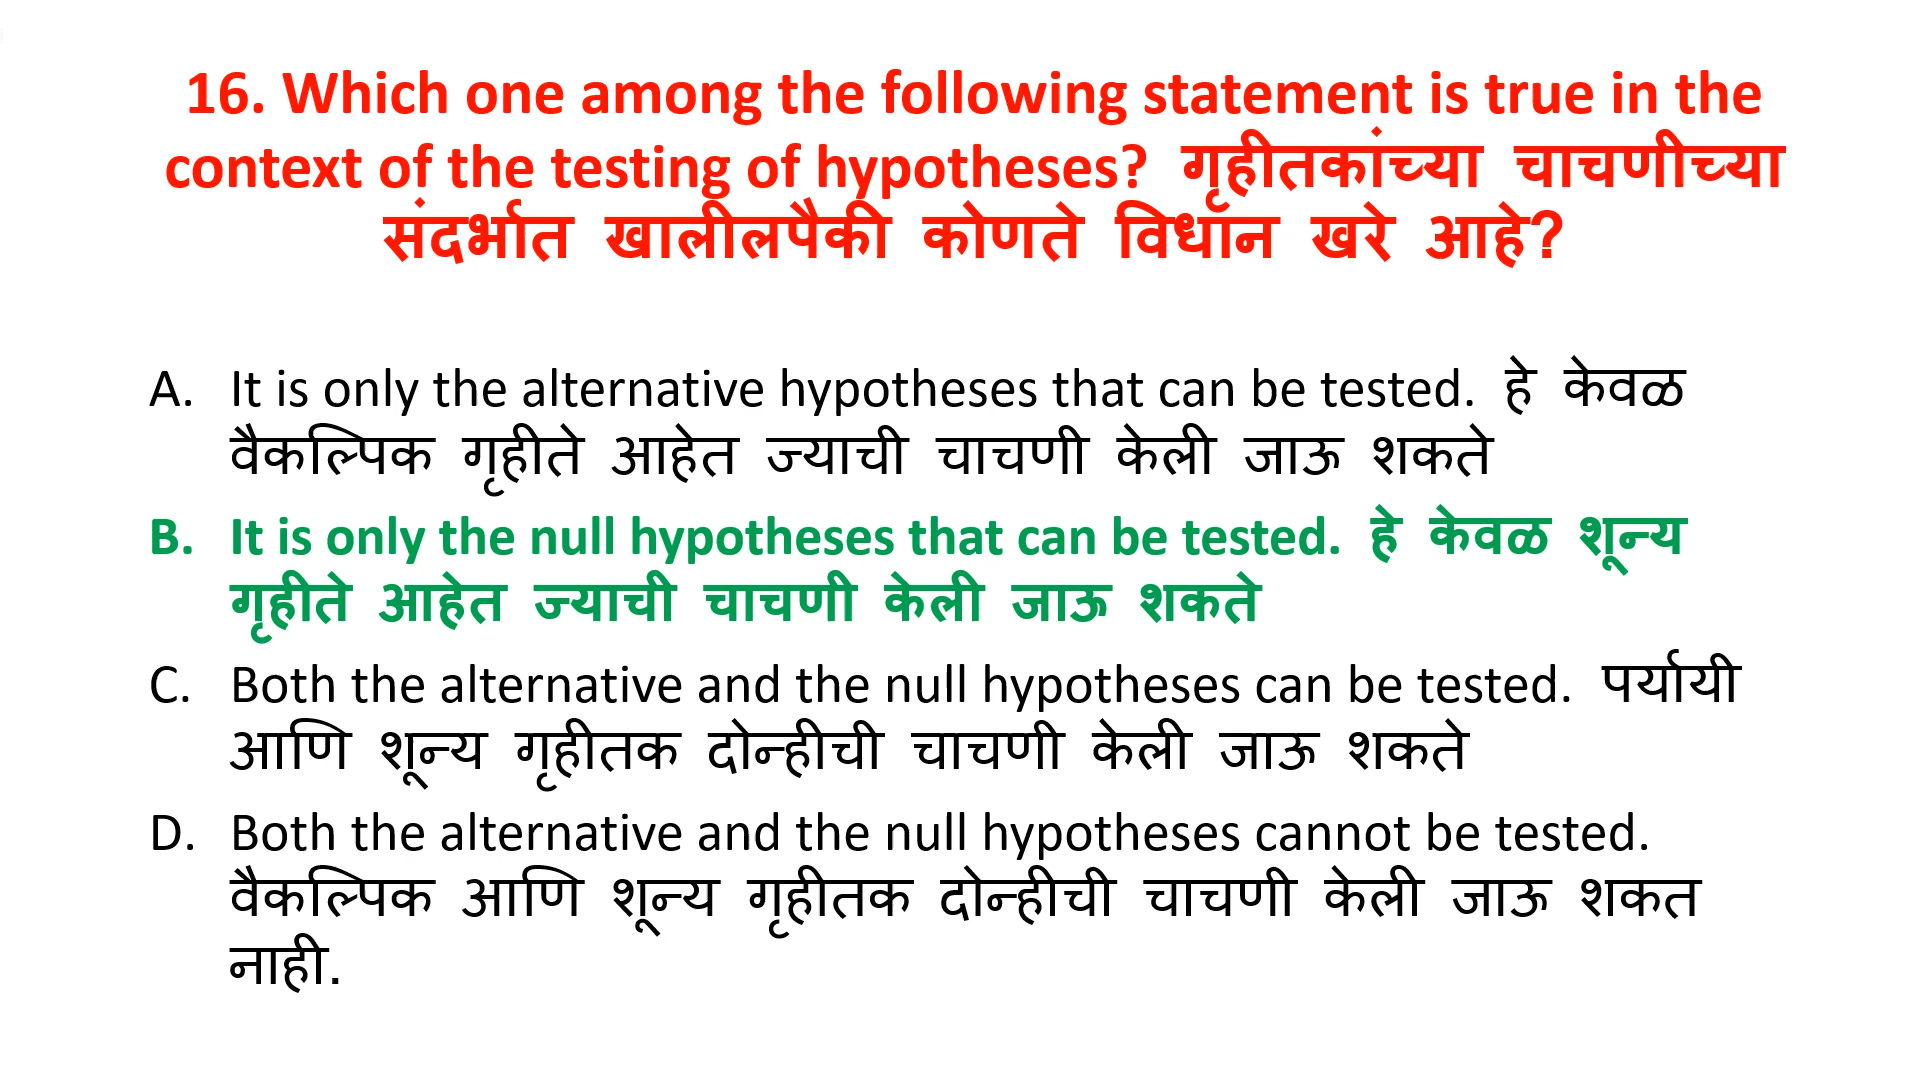 16. Which one among the following statement is true in the
context of the testing of hypotheses? गृहीतकांच्या चाचणीच्या
संदर्भात खालीलपैकी कोणते विधान खरे आहे?
A. It is only the alternative hypotheses that can be tested. हे केवळ
वैकल्पिक गृहीते आहेत ज्याची चाचणी केली जाऊ शकते
B. It is only the null hypotheses that can be tested. हे केवळ शून्य
गृहीते आहेत ज्याची चाचणी केली जाऊ शकते
C. Both the alternative and the null hypotheses can be tested. पर्यायी
आणि शून्य गृहीतक दोन्हीची चाचणी केली जाऊ शकते
D. Both the alternative and the null hypotheses cannot be tested.
वैकल्पिक आणि शून्य गृहीतक दोन्हीची चाचणी केली जाऊ शकत
नाही.